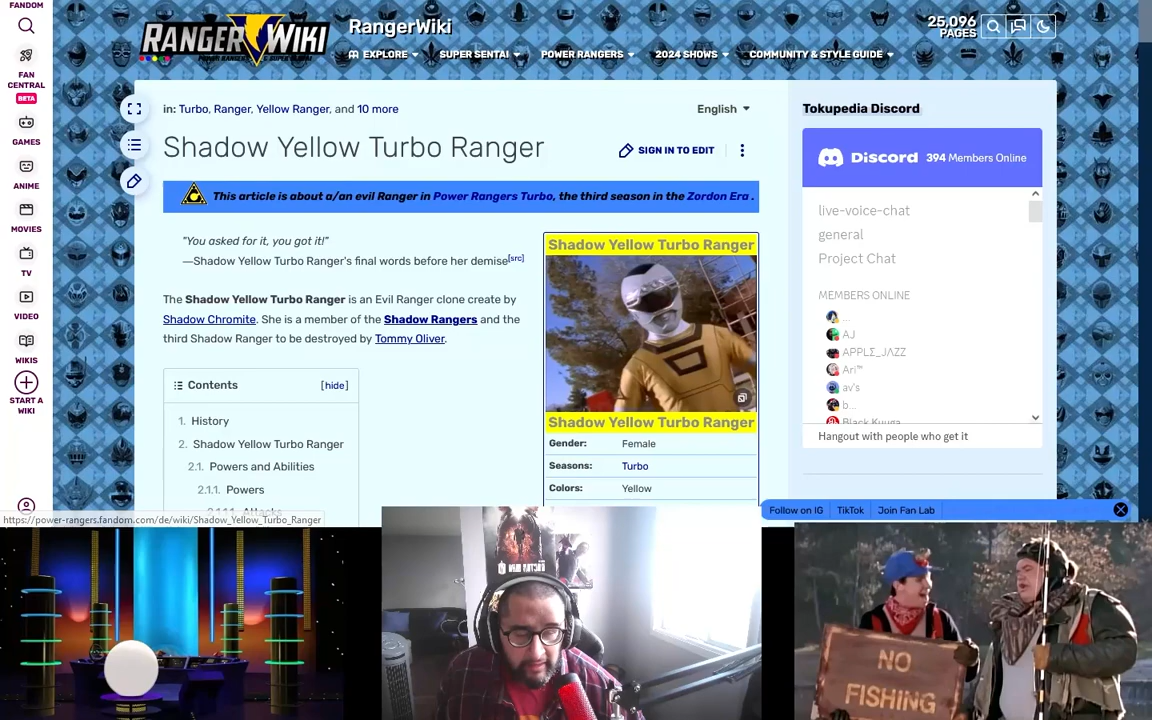 FANDOM
FAN
CENTRAL
BETA
GAMES
ANIME
MOVIES
TV
VIDEO
WIKIS
START A
WIKI
RANGER WIKI
RangerWiki
25,096
PAGES
EXPLORE
SUPER SENTAI
POWER RANGERS
2024 SHOWS
COMMUNITY & STYLE GUIDE
in: Turbo, Ranger, Yellow Ranger, and 10 more
English
Shadow Yellow Turbo Ranger
SIGN IN TO EDIT
This article is about a/an evil Ranger in Power Rangers Turbo, the third season in the Zordon Era .
"You asked for it, you got it!"
—Shadow Yellow Turbo Ranger's final words before her demise[src]
The Shadow Yellow Turbo Ranger is an Evil Ranger clone create by
Shadow Chromite. She is a member of the Shadow Rangers and the
third Shadow Ranger to be destroyed by Tommy Oliver.
Contents [hide]
1. History
2. Shadow Yellow Turbo Ranger
2.1. Powers and Abilities
2.1.1. Powers
2.1.1.1. Attacks
Shadow Yellow Turbo Ranger
Shadow Yellow Turbo Ranger
Gender: Female
Seasons: Turbo
Colors: Yellow
Tokupedia Discord
Discord 394 Members Online
live-voice-chat
general
Project Chat
MEMBERS ONLINE
...
AJ
APPLΣ_JAZZ
Ari™
av's
b...
Black Kuuga
Hangout with people who get it
Follow on IG
TikTok
Join Fan Lab
https://power-rangers.fandom.com/de/wiki/Shadow_Yellow_Turbo_Ranger
NO
FISHING